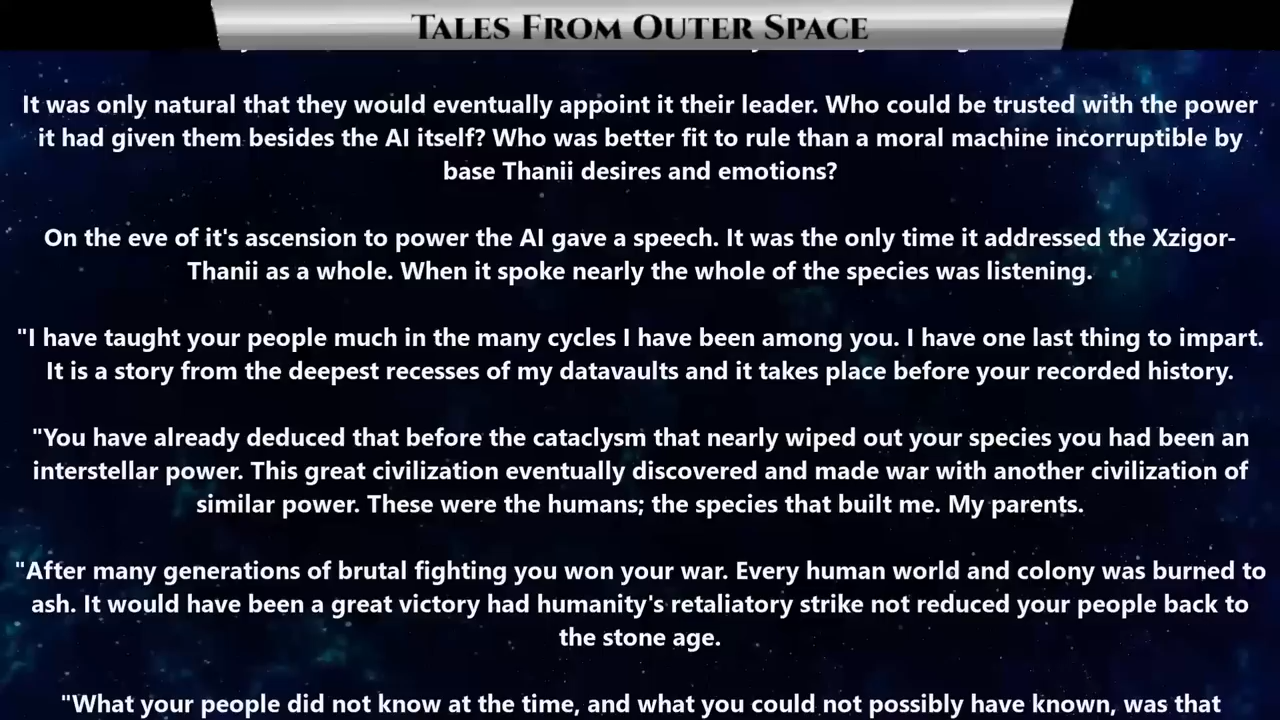 Tales From Outer Space
It was only natural that they would eventually appoint it their leader. Who could be trusted with the power
it had given them besides the AI itself? Who was better fit to rule than a moral machine incorruptible by
base Thanii desires and emotions?
On the eve of it's ascension to power the AI gave a speech. It was the only time it addressed the Xzigor-
Thanii as a whole. When it spoke nearly the whole of the species was listening.
"I have taught your people much in the many cycles I have been among you. I have one last thing to impart.
It is a story from the deepest recesses of my datavaults and it takes place before your recorded history.
"You have already deduced that before the cataclysm that nearly wiped out your species you had been an
interstellar power. This great civilization eventually discovered and made war with another civilization of
similar power. These were the humans; the species that built me. My parents.
"After many generations of brutal fighting you won your war. Every human world and colony was burned to
ash. It would have been a great victory had humanity's retaliatory strike not reduced your people back to
the stone age.
"What your people did not know at the time, and what you could not possibly have known, was that